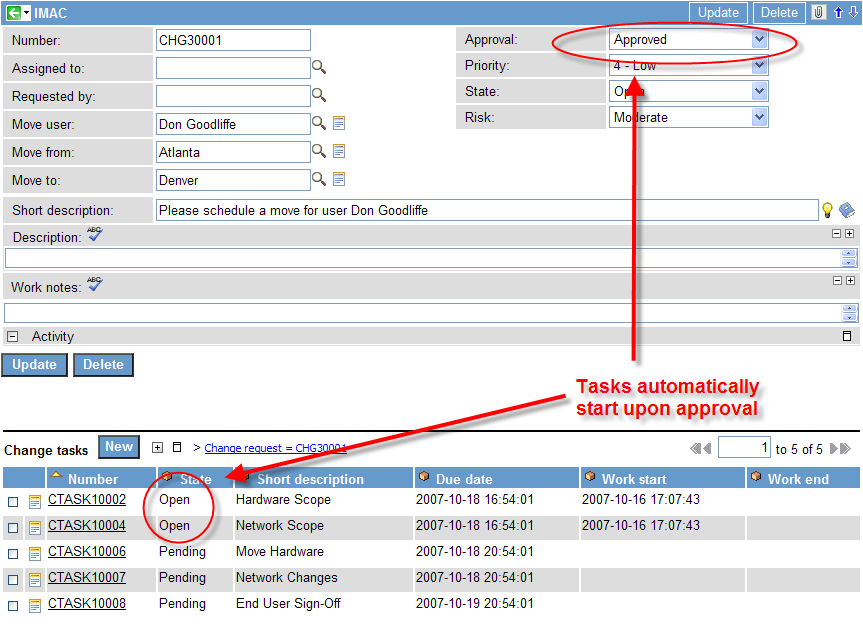 IMAC Update Delete
Number: CHG30001 Approval: Approved
Assigned to: Priority: 4 - Low
Requested by: State: Open
Move user: Don Goodliffe Risk: Moderate
Move from: Atlanta
Move to: Denver
Short description: Please schedule a move for user Don Goodliffe
Description: ABC
Work notes: ABC
Activity
Update Delete
Tasks automatically
start upon approval
Change tasks New > Change request = CHG30001 1 to 5 of 5
Number State Short description Due date Work start Work end
CTASK10002 Open Hardware Scope 2007-10-18 16:54:01 2007-10-16 17:07:43
CTASK10004 Open Network Scope 2007-10-18 16:54:01 2007-10-16 17:07:43
CTASK10006 Pending Move Hardware 2007-10-18 20:54:01
CTASK10007 Pending Network Changes 2007-10-18 20:54:01
CTASK10008 Pending End User Sign-Off 2007-10-19 20:54:01